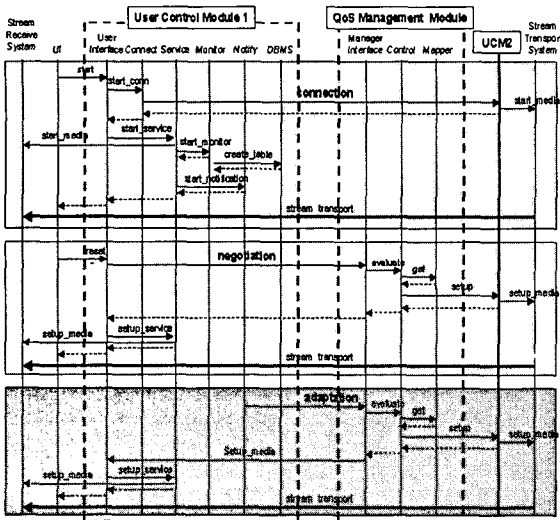 User Control Module 1
QoS Management Module
Stream
Receive
System
UI
User
Interface Connect Service Monitor Notify DBMS
Manager
Interface Control Mapper
UCM2
Stream
Transport
System
start
start_conn
connection
start_media
start_media
start_service
start_monitor
create_table
start_notification
stream transport
reset
negotiation
evaluate
get
setup
setup_media
setup_media
setup_service
stream transport
adaptation
evaluate
get
setup
setup_media
Setup_media
setup_media
setup_service
stream transport